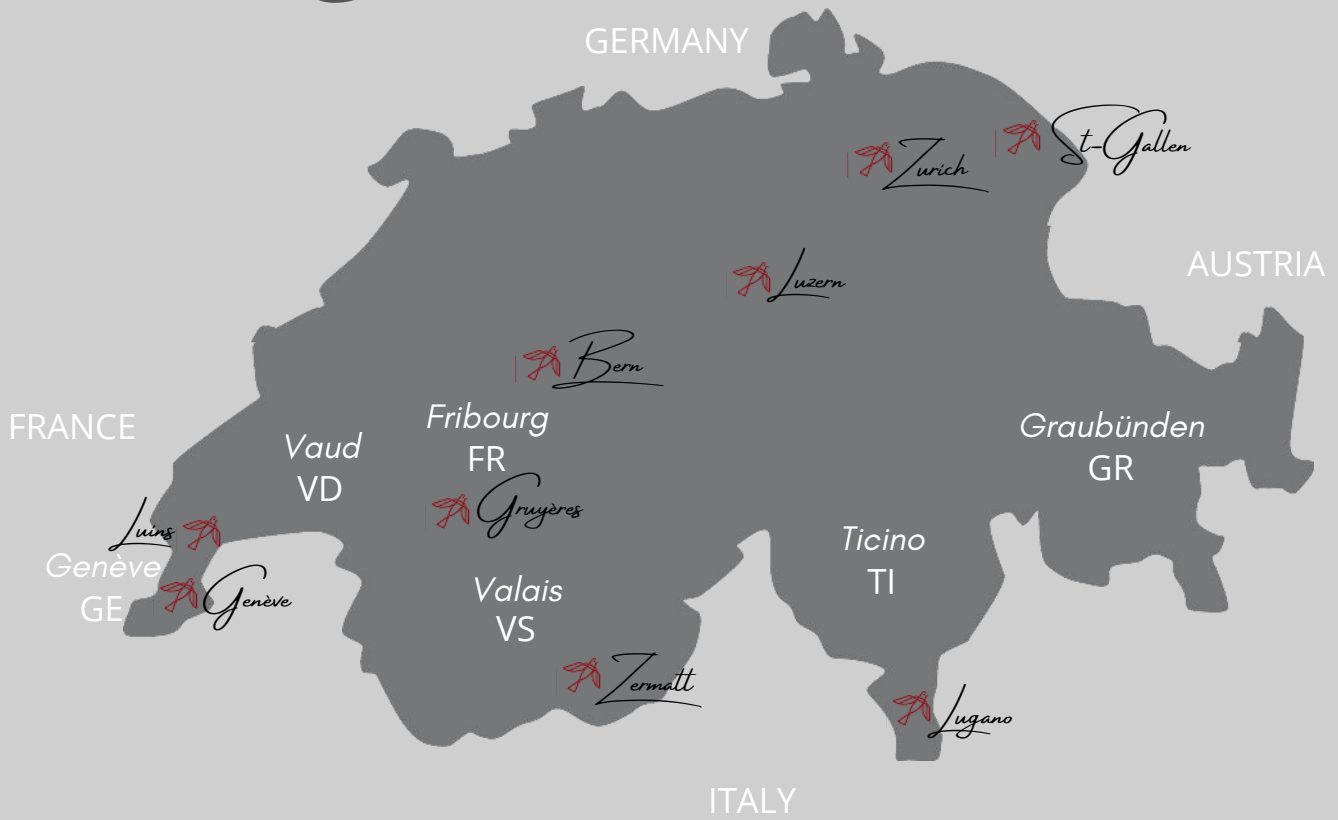 GERMANY
St-Gallen
Zurich
AUSTRIA
Luzern
Bern
FRANCE
Fribourg
FR
Vaud
VD
Graubünden
GR
Gruyères
Luins
Ticino
TI
Genève
GE
Genève
Valais
VS
Zermatt
Lugano
ITALY